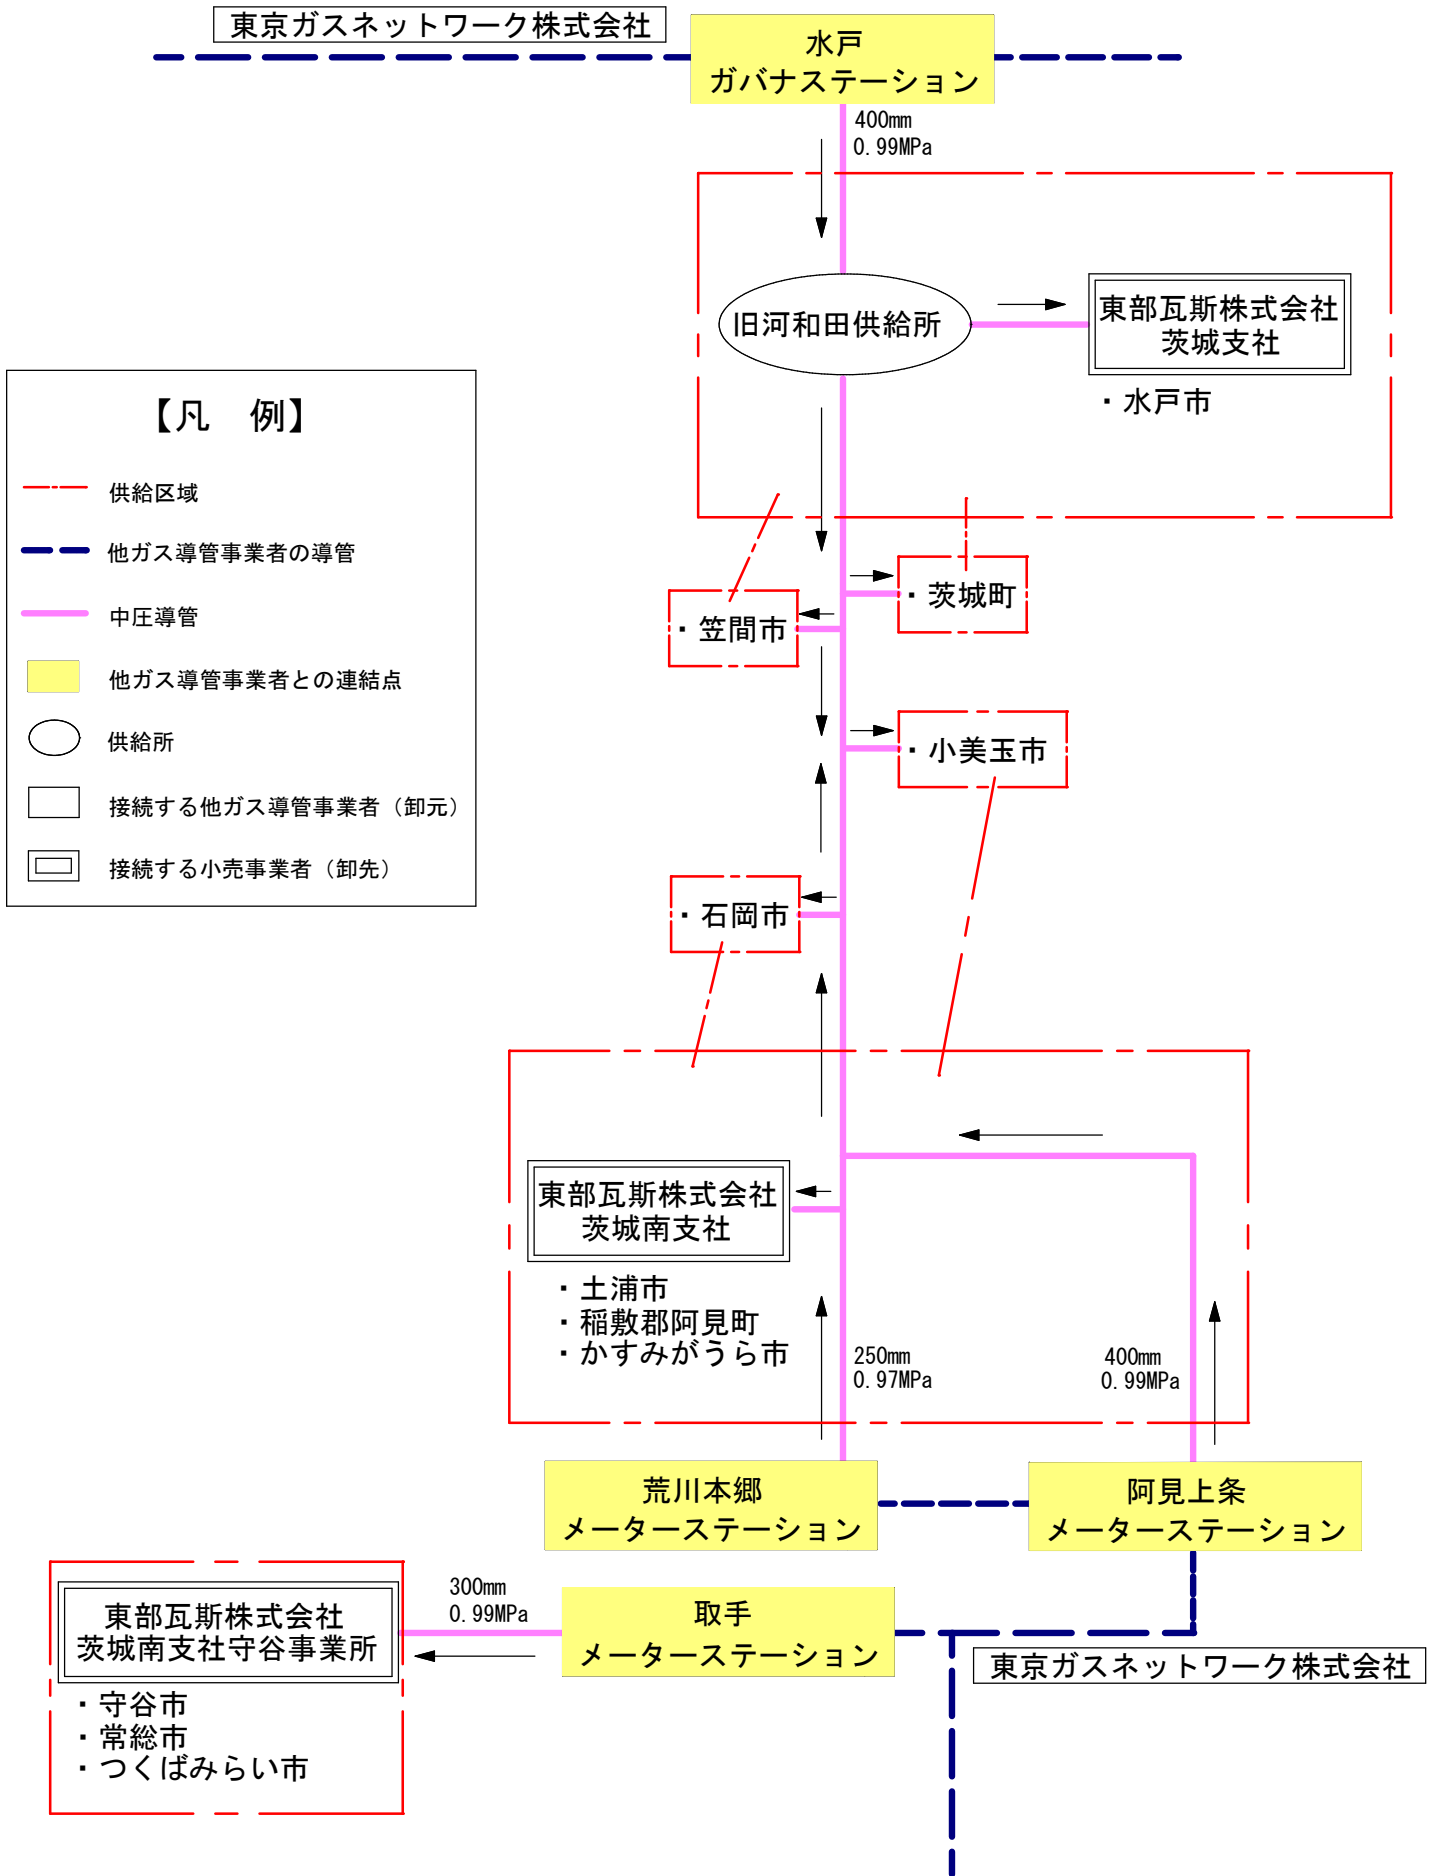 東京ガスネットワーク株式会社
水戸
ガバナステーション
400mm
0.99MPa
旧河和田供給所
東部瓦斯株式会社
茨城支社
・水戸市
【凡　例】
供給区域
他ガス導管事業者の導管
中圧導管
他ガス導管事業者との連結点
供給所
接続する他ガス導管事業者（卸元）
接続する小売事業者（卸先）
・茨城町
・笠間市
・小美玉市
・石岡市
東部瓦斯株式会社
茨城南支社
・土浦市
・稲敷郡阿見町
・かすみがうら市
250mm
0.97MPa
400mm
0.99MPa
荒川本郷
メーターステーション
阿見上条
メーターステーション
東部瓦斯株式会社
茨城南支社守谷事業所
・守谷市
・常総市
・つくばみらい市
300mm
0.99MPa
取手
メーターステーション
東京ガスネットワーク株式会社